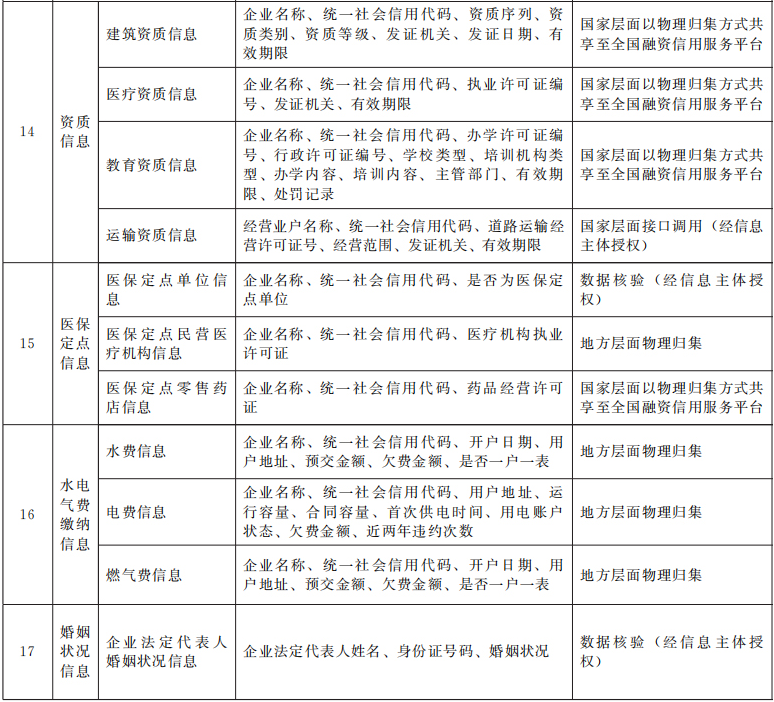 14
资质
信息
建筑资质信息
企业名称、统一社会信用代码、资质序列、资
质类别、资质等级、发证机关、发证日期、有
效期限
国家层面以物理归集方式共
享至全国融资信用服务平台
医疗资质信息
企业名称、统一社会信用代码、执业许可证编
号、发证机关、有效期限
国家层面以物理归集方式共
享至全国融资信用服务平台
教育资质信息
企业名称、统一社会信用代码、办学许可证编
号、行政许可证编号、学校类型、培训机构类
型、办学内容、培训内容、主管部门、有效期
限、处罚记录
国家层面以物理归集方式共
享至全国融资信用服务平台
运输资质信息
经营业户名称、统一社会信用代码、道路运输经
营许可证号、经营范围、发证机关、有效期限
国家层面接口调用（经信息
主体授权）
15
医保
定点
信息
医保定点单位信
息
企业名称、统一社会信用代码、是否为医保定
点单位
数据核验（经信息主体授
权）
医保定点民营医
疗机构信息
企业名称、统一社会信用代码、医疗机构执业
许可证
地方层面物理归集
医保定点零售药
店信息
企业名称、统一社会信用代码、药品经营许可
证
国家层面以物理归集方式共
享至全国融资信用服务平台
16
水电
气费
缴纳
信息
水费信息
企业名称、统一社会信用代码、开户日期、用
户地址、预交金额、欠费金额、是否一户一表
地方层面物理归集
电费信息
企业名称、统一社会信用代码、用户地址、运
行容量、合同容量、首次供电时间、用电账户
状态、欠费金额、近两年违约次数
地方层面物理归集
燃气费信息
企业名称、统一社会信用代码、开户日期、用
户地址、预交金额、欠费金额、是否一户一表
地方层面物理归集
17
婚姻
状况
信息
企业法定代表人
婚姻状况信息
企业法定代表人姓名、身份证号码、婚姻状况
数据核验（经信息主体授
权）